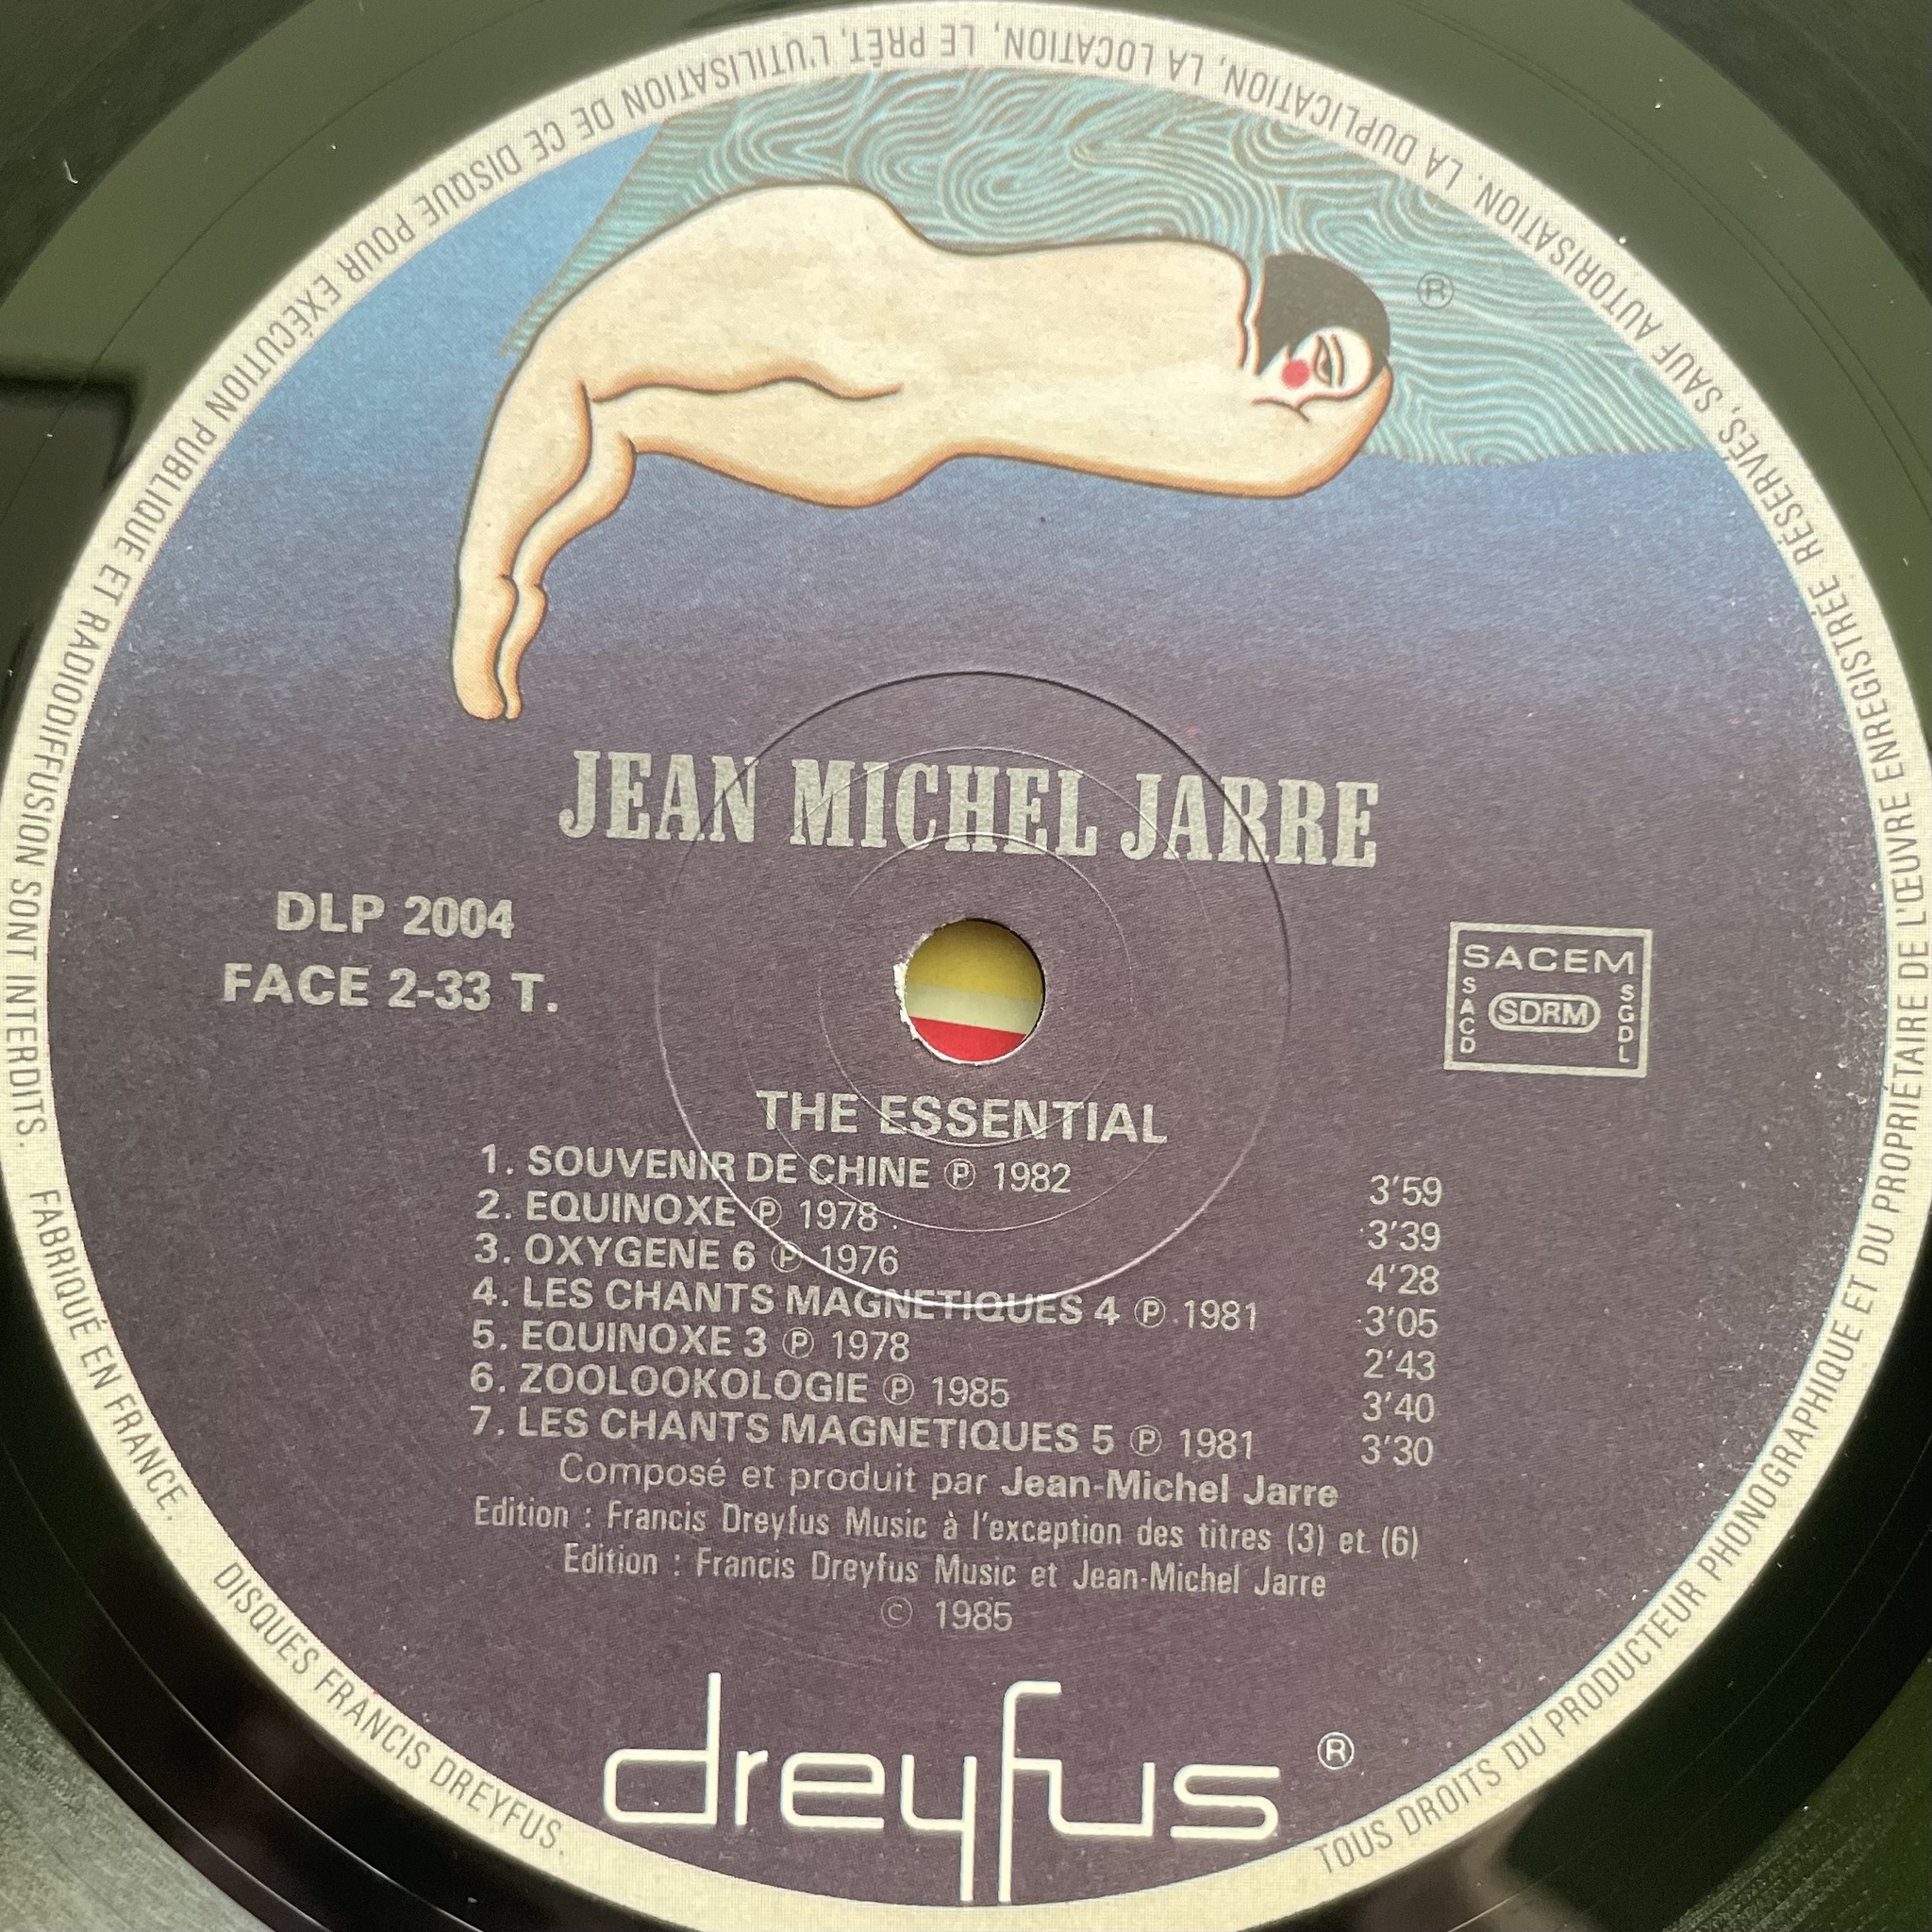 TOUS DROITS DU PRODUCTEUR PHONOGRAPHIQUE ET DU PROPRIÉTAIRE DE L'ŒUVRE ENREGISTRÉE RÉSERVÉS. SAUF AUTORISATION. LA DUPLICATION, LA LOCATION, LE PRÊT, L'UTILISATION DE CE DISQUE POUR EXÉCUTION PUBLIQUE ET RADIODIFFUSION SONT INTERDITS.
FABRIQUÉ EN FRANCE.
DISQUES FRANCIS DREYFUS.
®
JEAN MICHEL JARRE
DLP 2004
FACE 2-33 T.
SACEM
SACD
SDRM
SGDL
THE ESSENTIAL
1. SOUVENIR DE CHINE ℗ 1982 3'59
2. EQUINOXE ℗ 1978 3'39
3. OXYGENE 6 ℗ 1976 4'28
4. LES CHANTS MAGNETIQUES 4 ℗ 1981 3'05
5. EQUINOXE 3 ℗ 1978 2'43
6. ZOOLOOKOLOGIE ℗ 1985 3'40
7. LES CHANTS MAGNETIQUES 5 ℗ 1981 3'30
Composé et produit par Jean-Michel Jarre
Edition : Francis Dreyfus Music à l'exception des titres (3) et (6)
Edition : Francis Dreyfus Music et Jean-Michel Jarre
© 1985
dreyfus ®